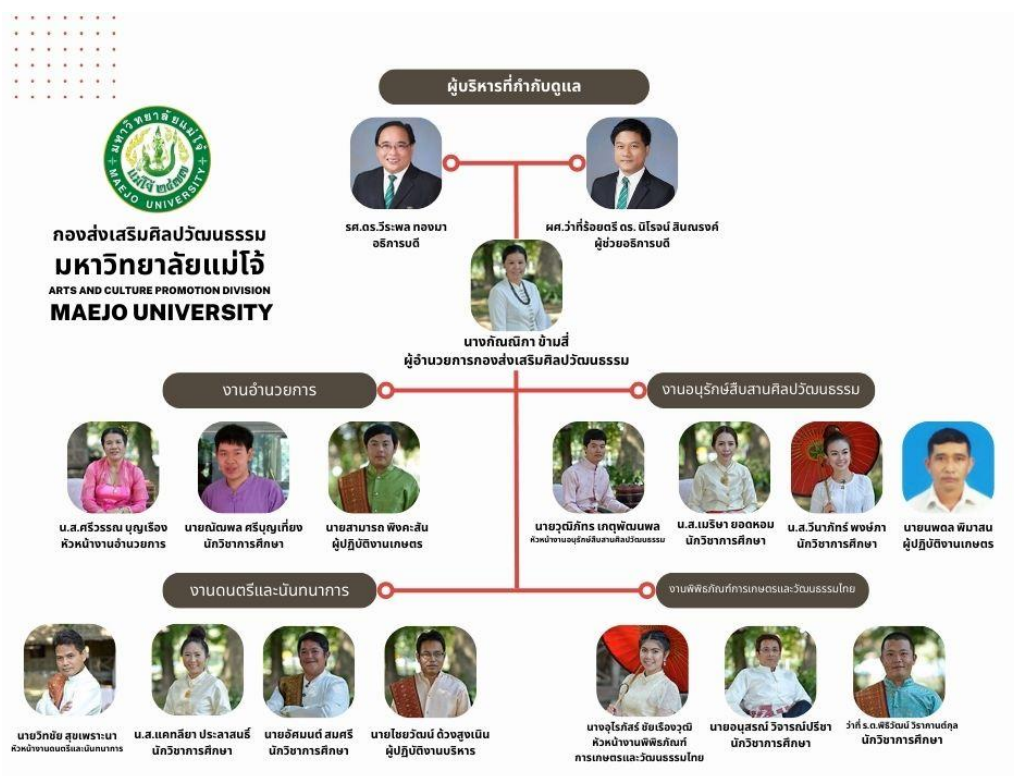 ผู้บริหารที่กำกับดูแล
มหาวิทยาลัยแม่โจ้
แม่โจ้ ๒๔๗๗
MAEJO UNIVERSITY
กองส่งเสริมศิลปวัฒนธรรม
มหาวิทยาลัยแม่โจ้
ARTS AND CULTURE PROMOTION DIVISION
MAEJO UNIVERSITY
รศ.ดร.วีระพล ทองมา
อธิการบดี
ผศ.ว่าที่ร้อยตรี ดร. นิโรจน์ สินณรงค์
ผู้ช่วยอธิการบดี
นางกัณณิกา ข้ามสี่
ผู้อำนวยการกองส่งเสริมศิลปวัฒนธรรม
งานอำนวยการ
งานอนุรักษ์สืบสานศิลปวัฒนธรรม
น.ส.ศรีวรรณ บุญเรือง
หัวหน้างานอำนวยการ
นายณัฒพล ศรีบุญเที่ยง
นักวิชาการศึกษา
นายสามารถ พิงคะสัน
ผู้ปฏิบัติงานเกษตร
นายวุฒิภัทร เกตุพัฒนพล
หัวหน้างานอนุรักษ์สืบสานศิลปวัฒนธรรม
น.ส.เมริษา ยอดหอม
นักวิชาการศึกษา
น.ส.วีนาภัทร์ พงษ์ภา
นักวิชาการศึกษา
นายนพดล พิมาสน
ผู้ปฏิบัติงานเกษตร
งานดนตรีและนันทนาการ
งานพิพิธภัณฑ์การเกษตรและวัฒนธรรมไทย
นายวิทชัย สุขเพราะนา
หัวหน้างานดนตรีและนันทนาการ
น.ส.แคทลียา ประลาสนธิ์
นักวิชาการศึกษา
นายอัศมนต์ สมศรี
นักวิชาการศึกษา
นายไชยวัฒน์ ด้วงสูงเนิน
ผู้ปฏิบัติงานบริหาร
นางอุไรภัสร์ ชัยเรืองวุฒิ
หัวหน้างานพิพิธภัณฑ์
การเกษตรและวัฒนธรรมไทย
นายอนุสรณ์ วิจารณ์ปรีชา
นักวิชาการศึกษา
ว่าที่ ร.ต.พิธิวัฒน์ วิรากานต์กุล
นักวิชาการศึกษา